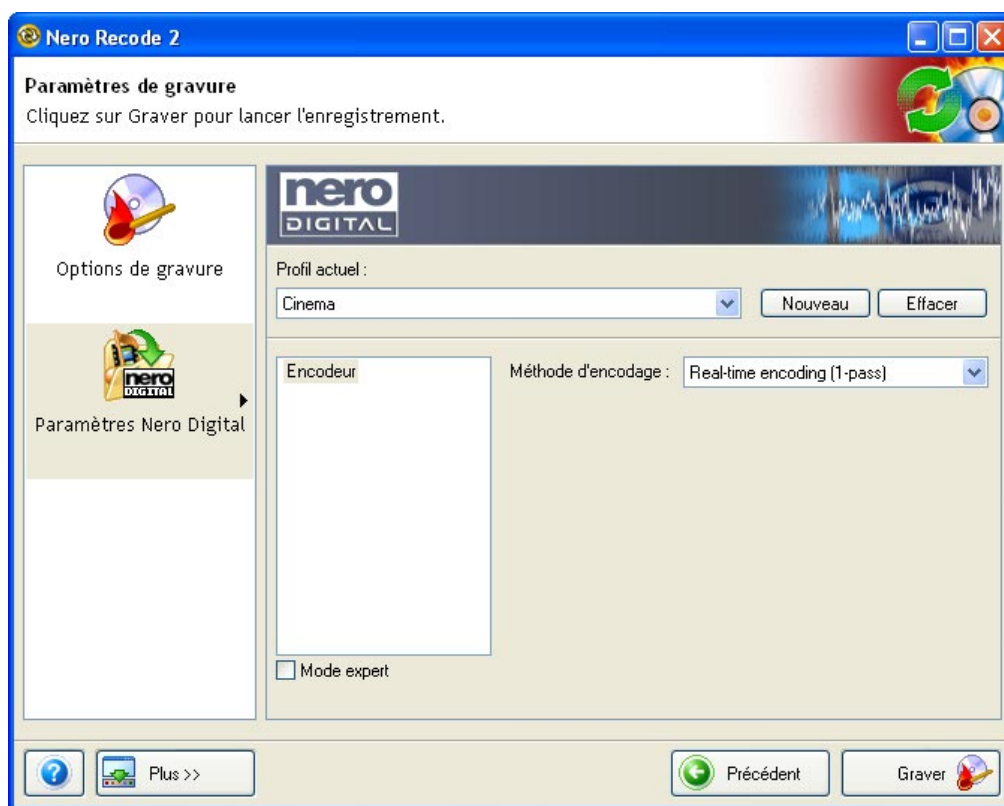 Nero Recode 2
Paramètres de gravure
Cliquez sur Graver pour lancer l'enregistrement.
Options de gravure
nero
DIGITAL
Paramètres Nero Digital
nero
DIGITAL
Profil actuel :
Cinema
Nouveau
Effacer
Encodeur
Méthode d'encodage :
Real-time encoding (1-pass)
Mode expert
Plus >>
Précédent
Graver